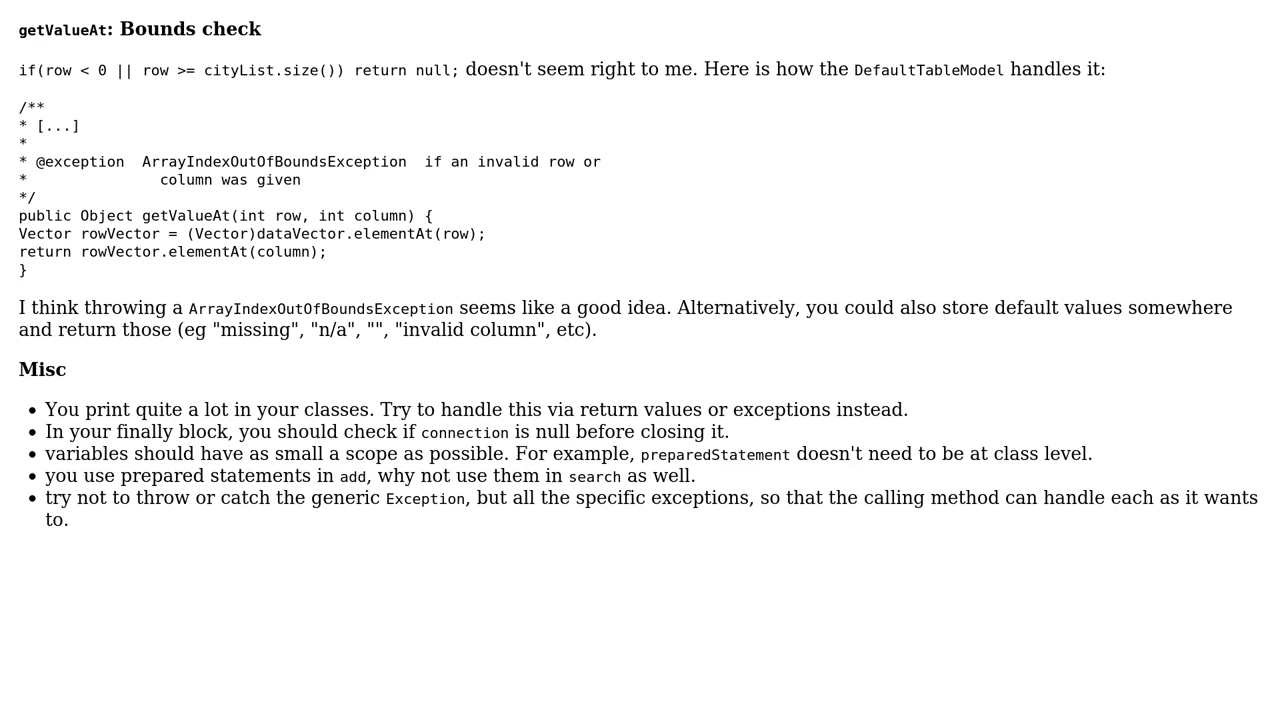 getValueAt: Bounds check
if(row < 0 || row >= cityList.size()) return null; doesn't seem right to me. Here is how the DefaultTableModel handles it:
/**
* [...]
*
* @exception  ArrayIndexOutOfBoundsException  if an invalid row or
*               column was given
*/
public Object getValueAt(int row, int column) {
Vector rowVector = (Vector)dataVector.elementAt(row);
return rowVector.elementAt(column);
}
I think throwing a ArrayIndexOutOfBoundsException seems like a good idea. Alternatively, you could also store default values somewhere
and return those (eg "missing", "n/a", "", "invalid column", etc).
Misc
• You print quite a lot in your classes. Try to handle this via return values or exceptions instead.
• In your finally block, you should check if connection is null before closing it.
• variables should have as small a scope as possible. For example, preparedStatement doesn't need to be at class level.
• you use prepared statements in add, why not use them in search as well.
• try not to throw or catch the generic Exception, but all the specific exceptions, so that the calling method can handle each as it wants
to.